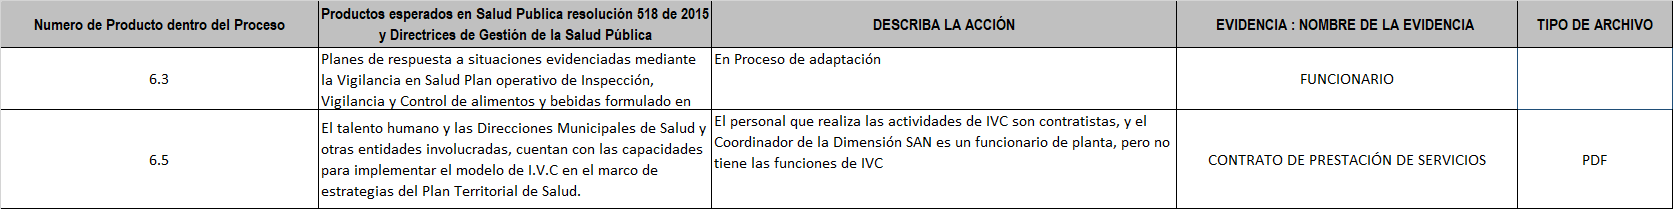 Numero de Producto dentro del Proceso
Productos esperados en Salud Publica resolución 518 de 2015
y Directrices de Gestión de la Salud Pública
DESCRIBA LA ACCIÓN
EVIDENCIA : NOMBRE DE LA EVIDENCIA
TIPO DE ARCHIVO
6.3
Planes de respuesta a situaciones evidenciadas mediante
la Vigilancia en Salud Plan operativo de Inspección,
Vigilancia y Control de alimentos y bebidas formulado en
En Proceso de adaptación
FUNCIONARIO
6.5
El talento humano y las Direcciones Municipales de Salud y
otras entidades involucradas, cuentan con las capacidades
para implementar el modelo de I.V.C en el marco de
estrategias del Plan Territorial de Salud.
El personal que realiza las actividades de IVC son contratistas, y el
Coordinador de la Dimensión SAN es un funcionario de planta, pero no
tiene las funciones de IVC
CONTRATO DE PRESTACIÓN DE SERVICIOS
PDF